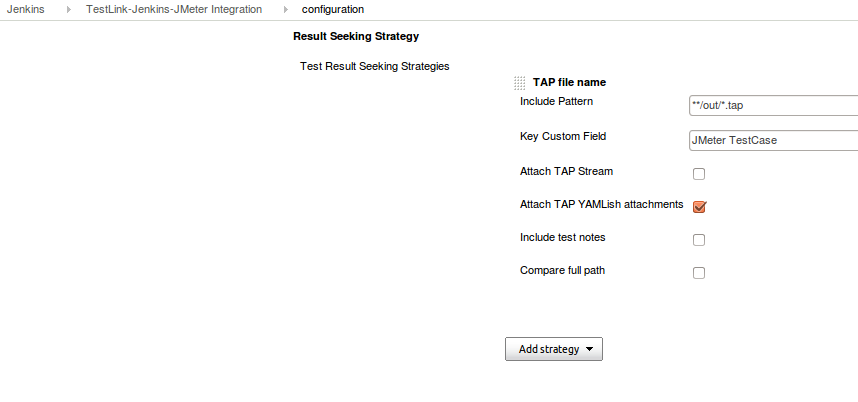 Jenkins TestLink-Jenkins-JMeter Integration configuration
Result Seeking Strategy
Test Result Seeking Strategies
TAP file name
Include Pattern **/out/*.tap
Key Custom Field JMeter TestCase
Attach TAP Stream
Attach TAP YAMLish attachments
Include test notes
Compare full path
Add strategy